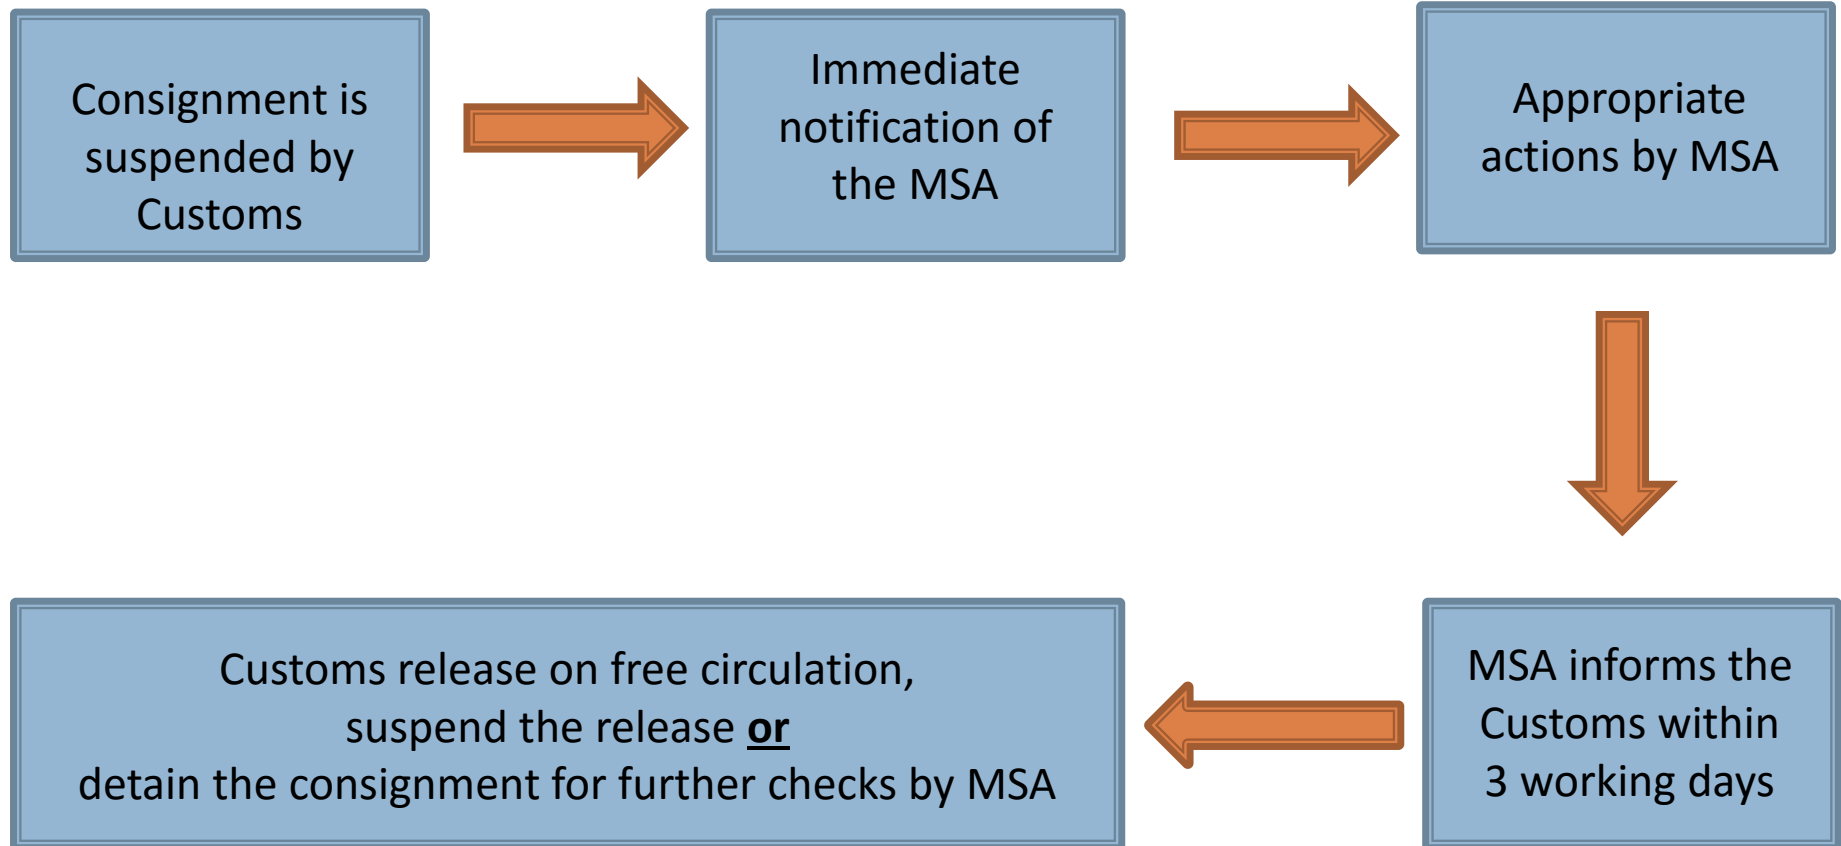 Consignment is
suspended by
Customs
Immediate
notification of
the MSA
Appropriate
actions by MSA
MSA informs the
Customs within
3 working days
Customs release on free circulation,
suspend the release or
detain the consignment for further checks by MSA